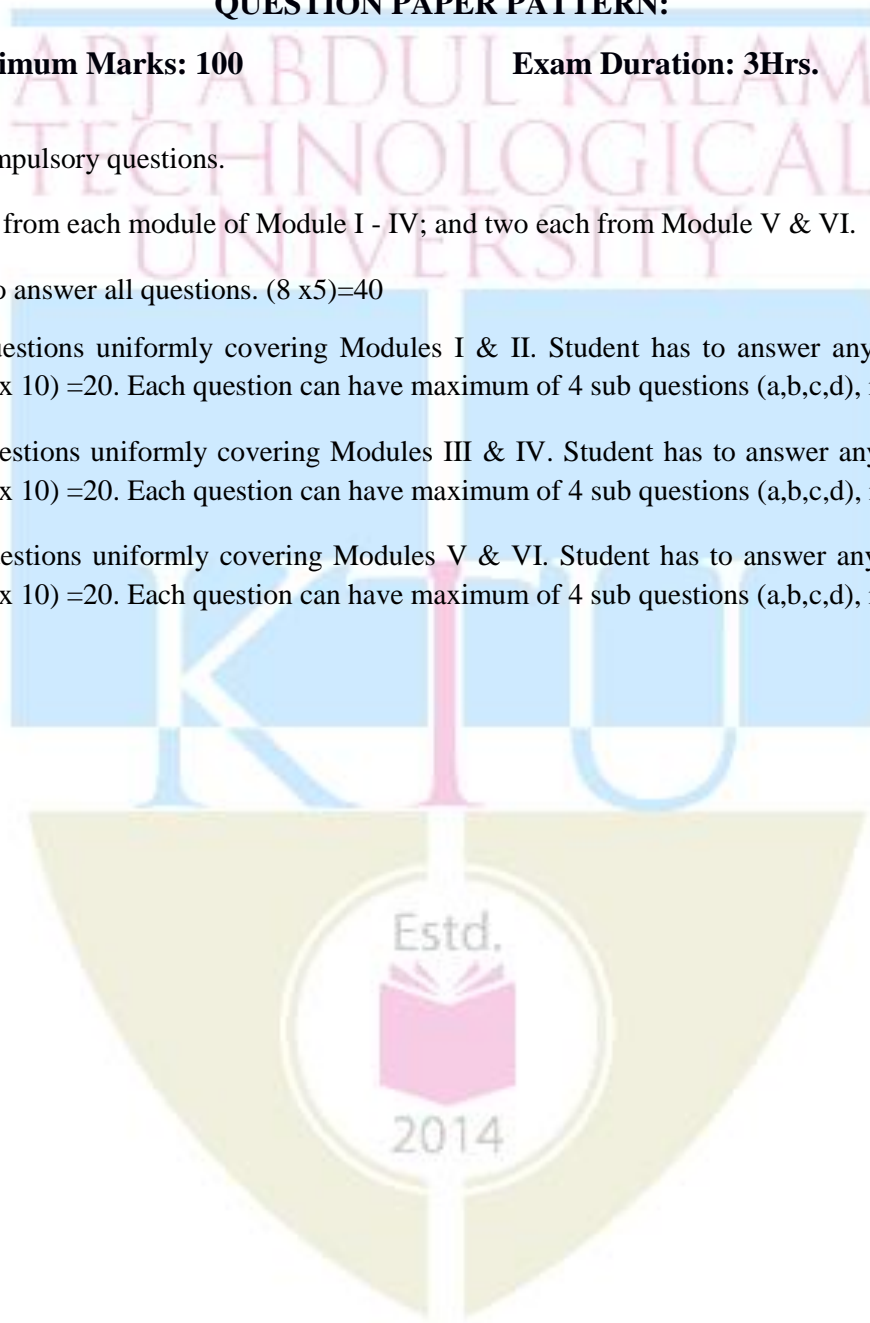 QUESTION PAPER PATTERN:
imum Marks: 100 Exam Duration: 3Hrs.
APJ ABDUL KALAM
TECHNOLOGICAL
UNIVERSITY
mpulsory questions.
from each module of Module I - IV; and two each from Module V & VI.
o answer all questions. (8 x5)=40
uestions uniformly covering Modules I & II. Student has to answer any
x 10) =20. Each question can have maximum of 4 sub questions (a,b,c,d),
estions uniformly covering Modules III & IV. Student has to answer any
x 10) =20. Each question can have maximum of 4 sub questions (a,b,c,d),
estions uniformly covering Modules V & VI. Student has to answer any
x 10) =20. Each question can have maximum of 4 sub questions (a,b,c,d),
KTU
Estd.
2014